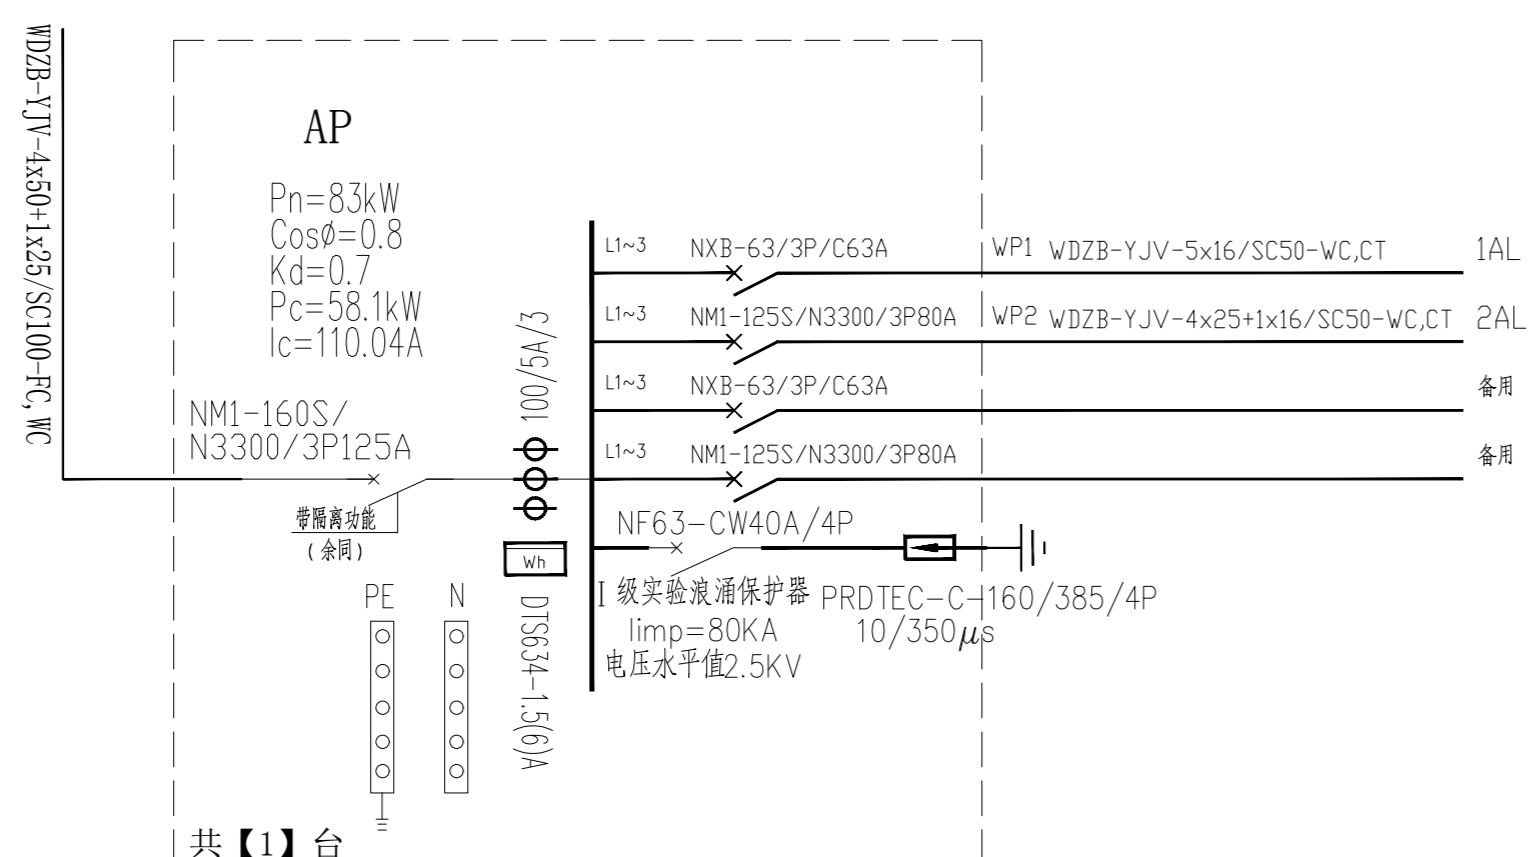 WDZB-YJV-4x50+1x25/SC100-FC, WC
AP
Pn=83kW
CosØ=0.8
Kd=0.7
Pc=58.1kW
Ic=110.04A
NM1-160S/
N3300/3P125A
带隔离功能
(余同)
100/5A/3
Wh
DTS634-1.5(6)A
PE
N
L1~3 NXB-63/3P/C63A WP1 WDZB-YJV-5x16/SC50-WC,CT 1AL
L1~3 NM1-125S/N3300/3P80A WP2 WDZB-YJV-4x25+1x16/SC50-WC,CT 2AL
L1~3 NXB-63/3P/C63A 备用
L1~3 NM1-125S/N3300/3P80A 备用
NF63-CW40A/4P
I 级实验浪涌保护器 PRDTEC-C-160/385/4P
Iimp=80KA 10/350μs
电压水平值2.5KV
共【1】台